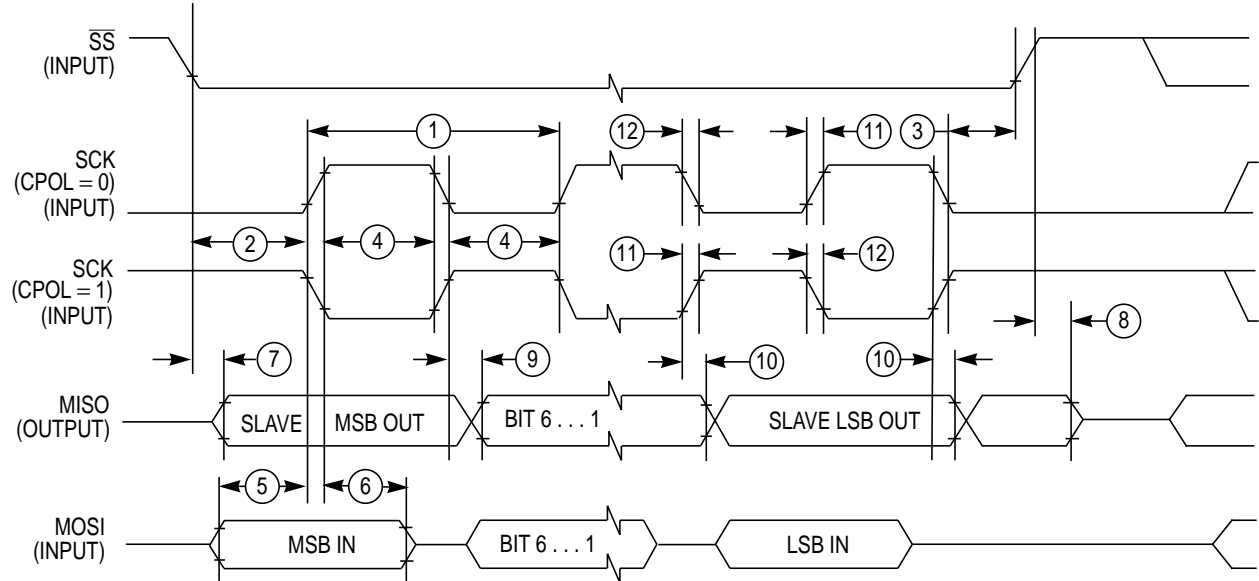 S̅S̅
(INPUT)
1
12
11
3
SCK
(CPOL = 0)
(INPUT)
2
4
4
11
12
SCK
(CPOL = 1)
(INPUT)
8
7
9
10
10
MISO
(OUTPUT)
SLAVE MSB OUT
BIT 6 . . . 1
SLAVE LSB OUT
5
6
MOSI
(INPUT)
MSB IN
BIT 6 . . . 1
LSB IN